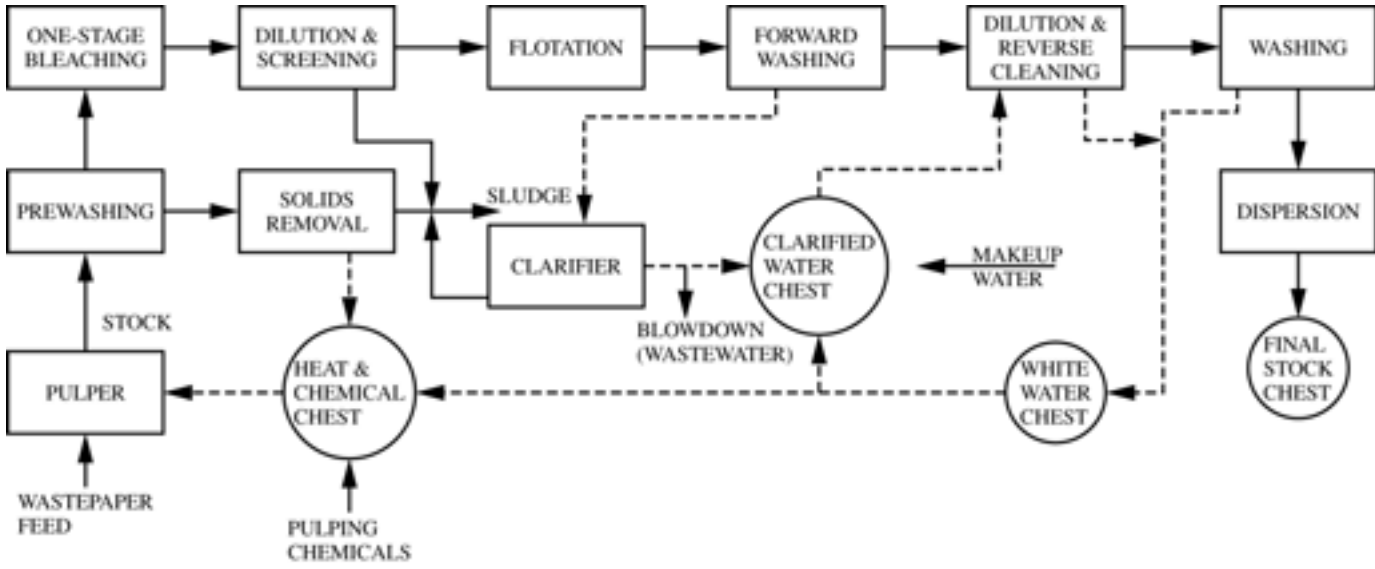 ONE-STAGE
BLEACHING
DILUTION &
SCREENING
FLOTATION
FORWARD
WASHING
DILUTION &
REVERSE
CLEANING
WASHING
PREWASHING
SOLIDS
REMOVAL
SLUDGE
CLARIFIER
CLARIFIED
WATER
CHEST
MAKEUP
WATER
DISPERSION
STOCK
BLOWDOWN
(WASTEWATER)
PULPER
HEAT &
CHEMICAL
CHEST
WHITE
WATER
CHEST
FINAL
STOCK
CHEST
WASTEPAPER
FEED
PULPING
CHEMICALS